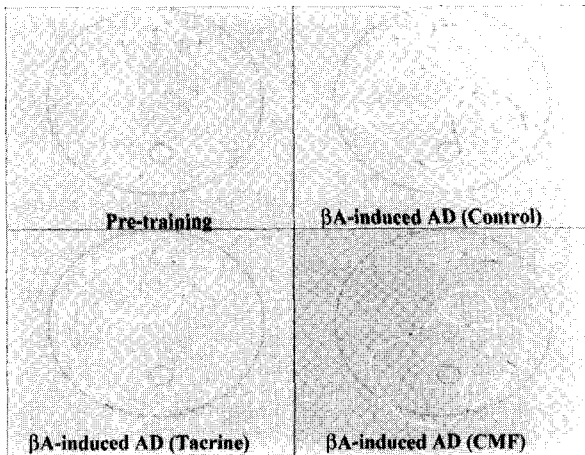 Pre-training
βA-induced AD (Control)
βA-induced AD (Tacrine)
βA-induced AD (CMF)